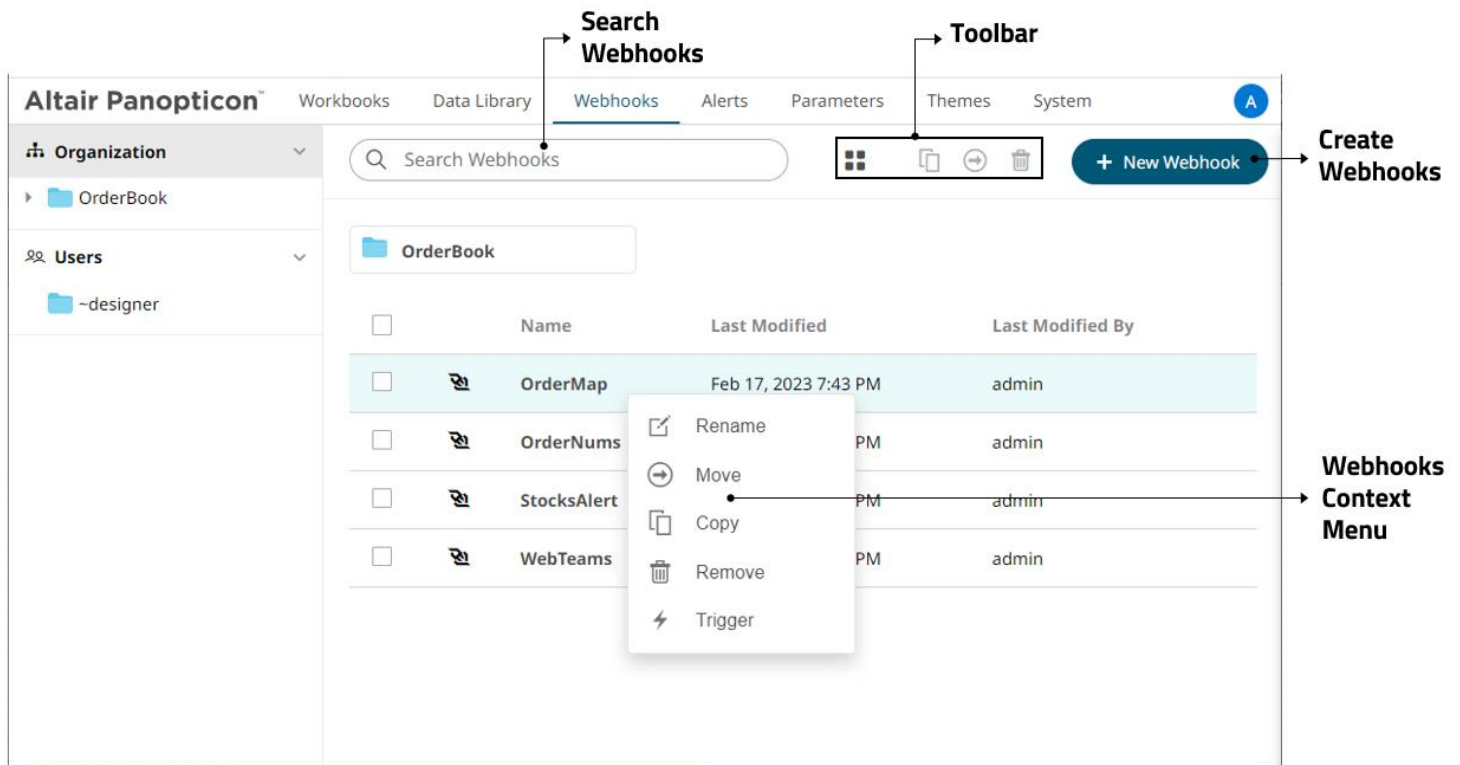 Search
Webhooks
Toolbar
Altair Panopticon™ Workbooks Data Library Webhooks Alerts Parameters Themes System A
Organization
Search Webhooks
+ New Webhook
Create
Webhooks
OrderBook
Users
OrderBook
~designer
Name Last Modified Last Modified By
OrderMap Feb 17, 2023 7:43 PM admin
Rename
OrderNums PM admin
Move
StocksAlert PM admin
Copy
WebTeams PM admin
Remove
Trigger
Webhooks
Context
Menu